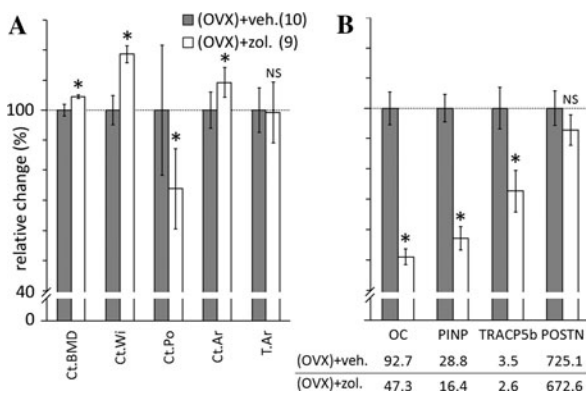 A
(OVX)+veh.(10)
(OVX)+zol. (9)
B
relative change (%)
100
40
0
*
*
*
*
NS
*
*
*
NS
Ct.BMD
Ct.Wi
Ct.Po
Ct.Ar
T.Ar
OC PINP TRACP5b POSTN
(OVX)+veh. 92.7 28.8 3.5 725.1
(OVX)+zol. 47.3 16.4 2.6 672.6